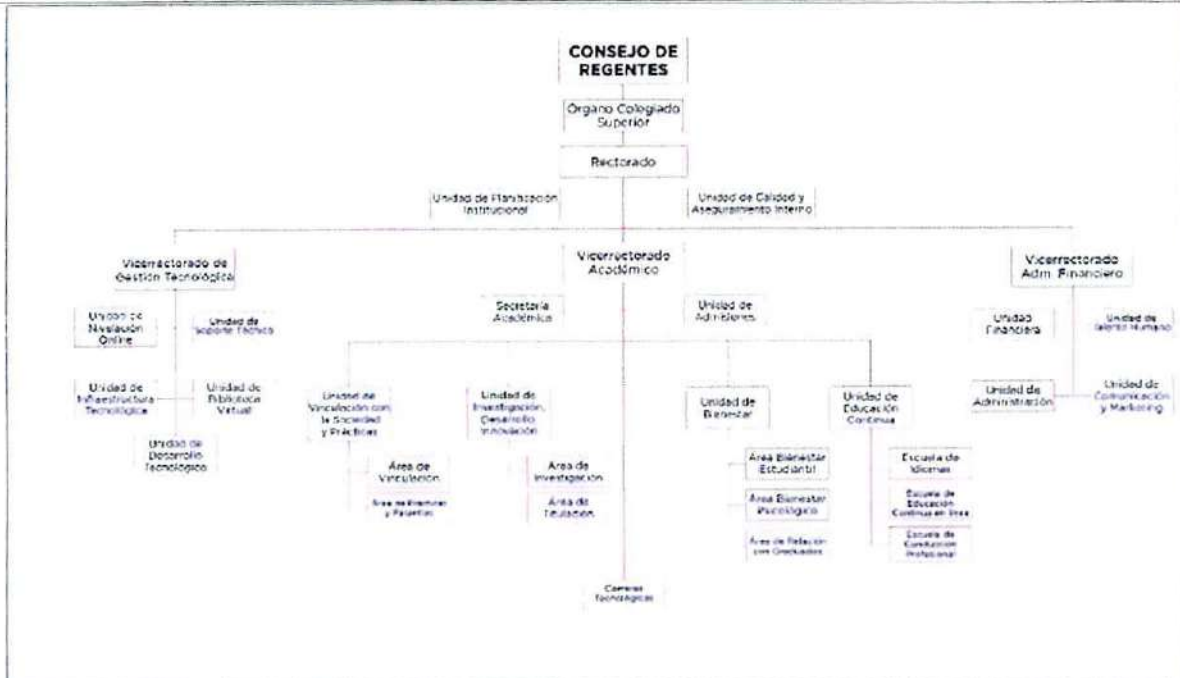 CONSEJO DE
REGENTES
Órgano Colegiado
Superior
Rectorado
Unidad de Planificación
Institucional
Unidad de Calidad y
Aseguramiento Interno
Vicerrectorado de
Gestión Tecnológica
Vicerrectorado
Académico
Vicerrectorado
Adm. Financiero
Secretaría
Académica
Unidad de
Admisiones
Unidad de
Nivelación
Online
Unidad de
Soporte Técnico
Unidad
Financiera
Unidad de
Talento Humano
Unidad de
Infraestructura
Tecnológica
Unidad de
Biblioteca
Virtual
Unidad de
Desarrollo
Tecnológico
Unidad de
Vinculación con
la Sociedad
y Prácticas
Unidad de
Investigación,
Desarrollo
Innovación
Unidad de
Bienestar
Unidad de
Educación
Continua
Unidad de
Administración
Unidad de
Comunicación
y Marketing
Área de
Vinculación
Área de
y Pasantías
Área de
Investigación
Área de
Titulación
Área Bienestar
Estudiantil
Área Bienestar
Psicológico
Área de Relación
con Graduados
Escuela de
Idiomas
Escuela de
Educación
Continua en línea
Escuela de
Conducción
Profesional
Carreras
Tecnológicas